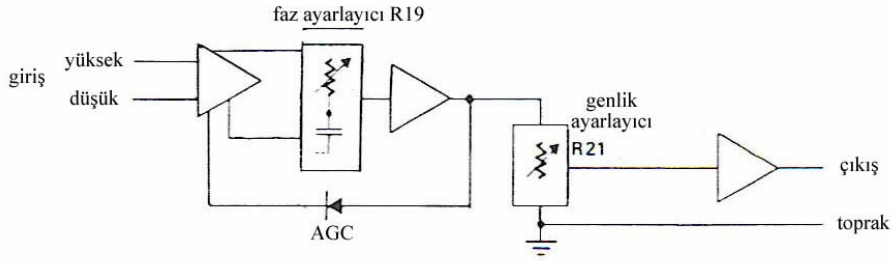 faz ayarlayıcı R19
giriş
yüksek
düşük
AGC
genlik
ayarlayıcı
R21
çıkış
toprak